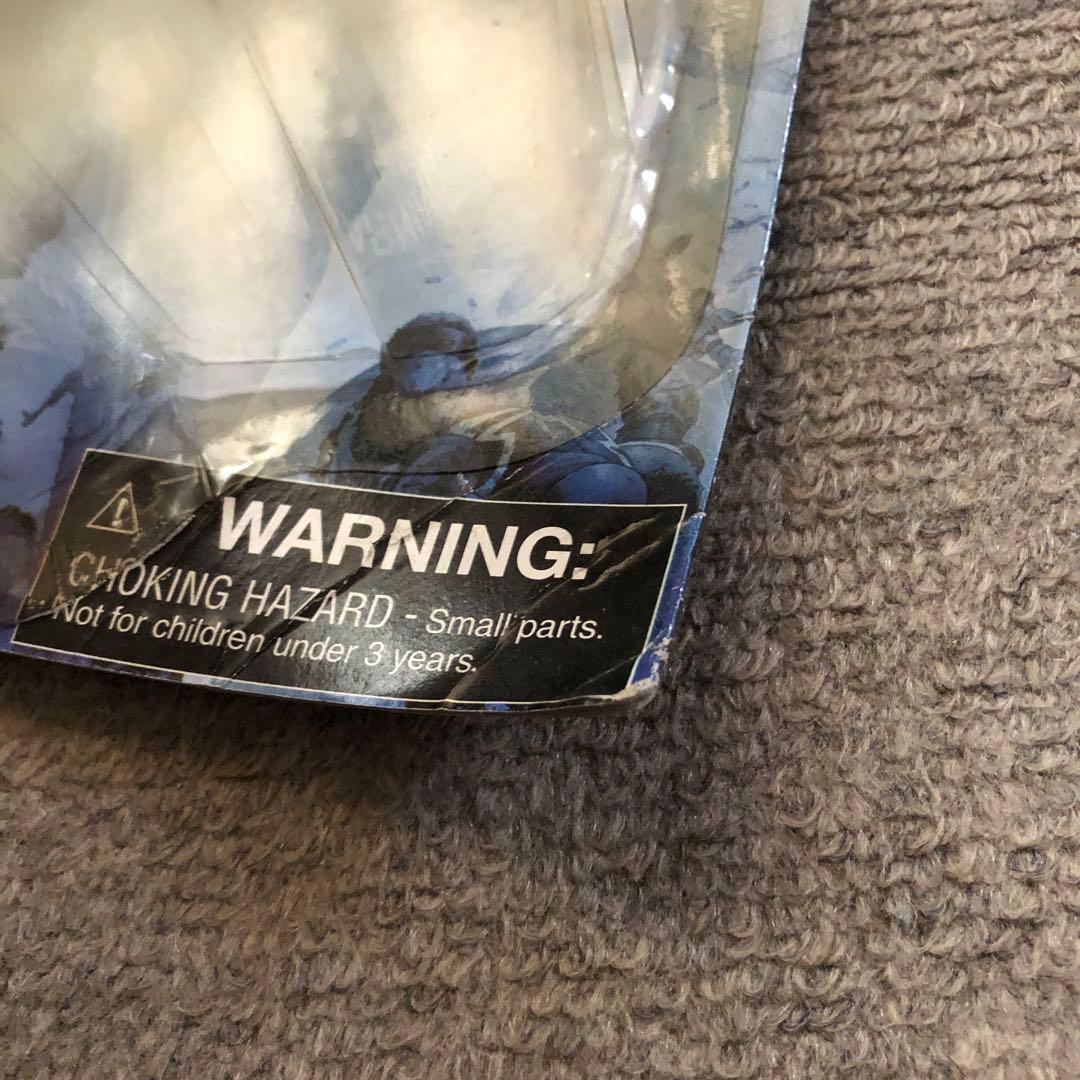 WARNING:
CHOKING HAZARD - Small parts.
Not for children under 3 years.